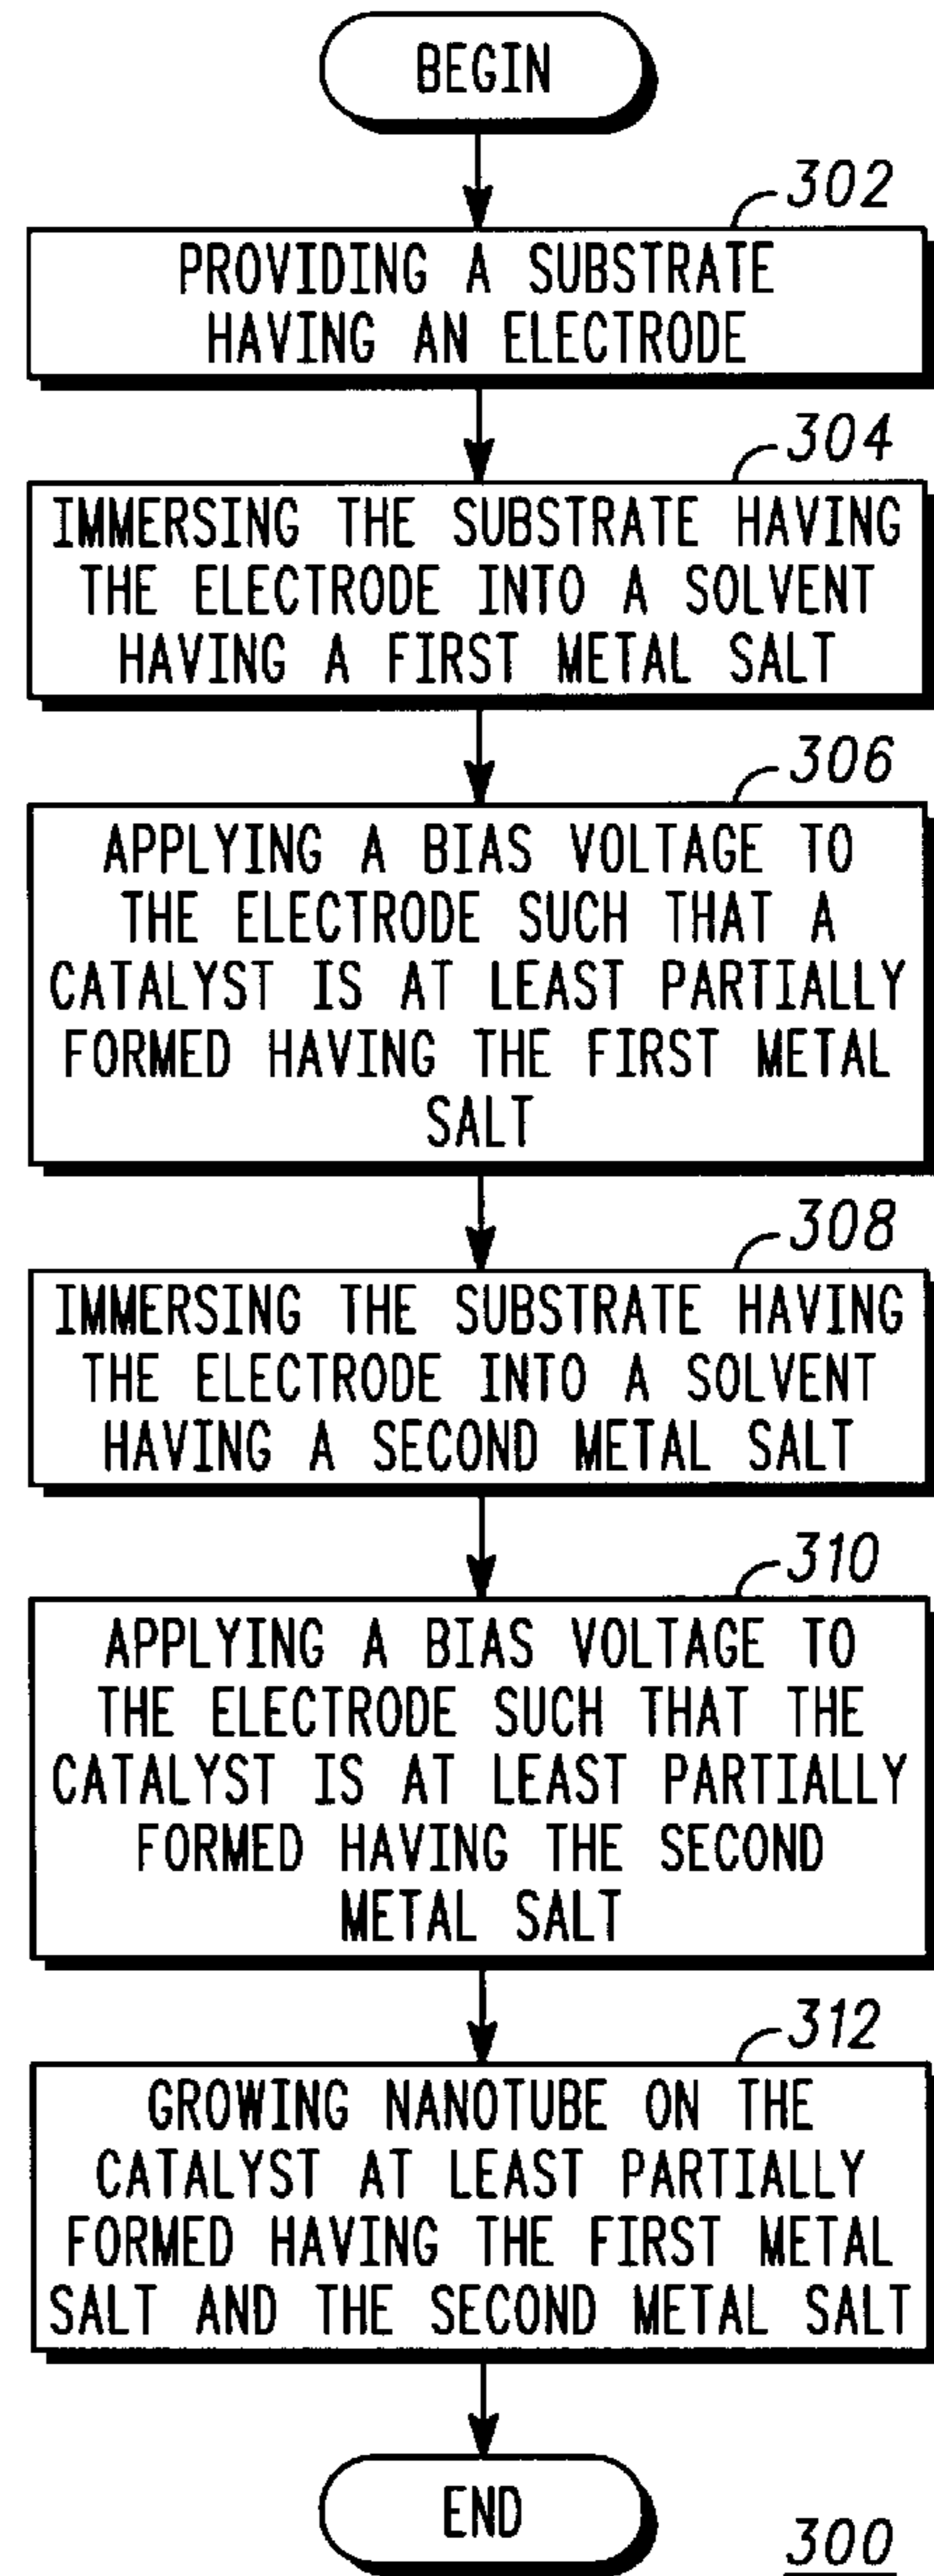 BEGIN
302
PROVIDING A SUBSTRATE
HAVING AN ELECTRODE
304
IMMERSING THE SUBSTRATE HAVING
THE ELECTRODE INTO A SOLVENT
HAVING A FIRST METAL SALT
306
APPLYING A BIAS VOLTAGE TO
THE ELECTRODE SUCH THAT A
CATALYST IS AT LEAST PARTIALLY
FORMED HAVING THE FIRST METAL
SALT
308
IMMERSING THE SUBSTRATE HAVING
THE ELECTRODE INTO A SOLVENT
HAVING A SECOND METAL SALT
310
APPLYING A BIAS VOLTAGE TO
THE ELECTRODE SUCH THAT THE
CATALYST IS AT LEAST PARTIALLY
FORMED HAVING THE SECOND
METAL SALT
312
GROWING NANOTUBE ON THE
CATALYST AT LEAST PARTIALLY
FORMED HAVING THE FIRST METAL
SALT AND THE SECOND METAL SALT
END
300